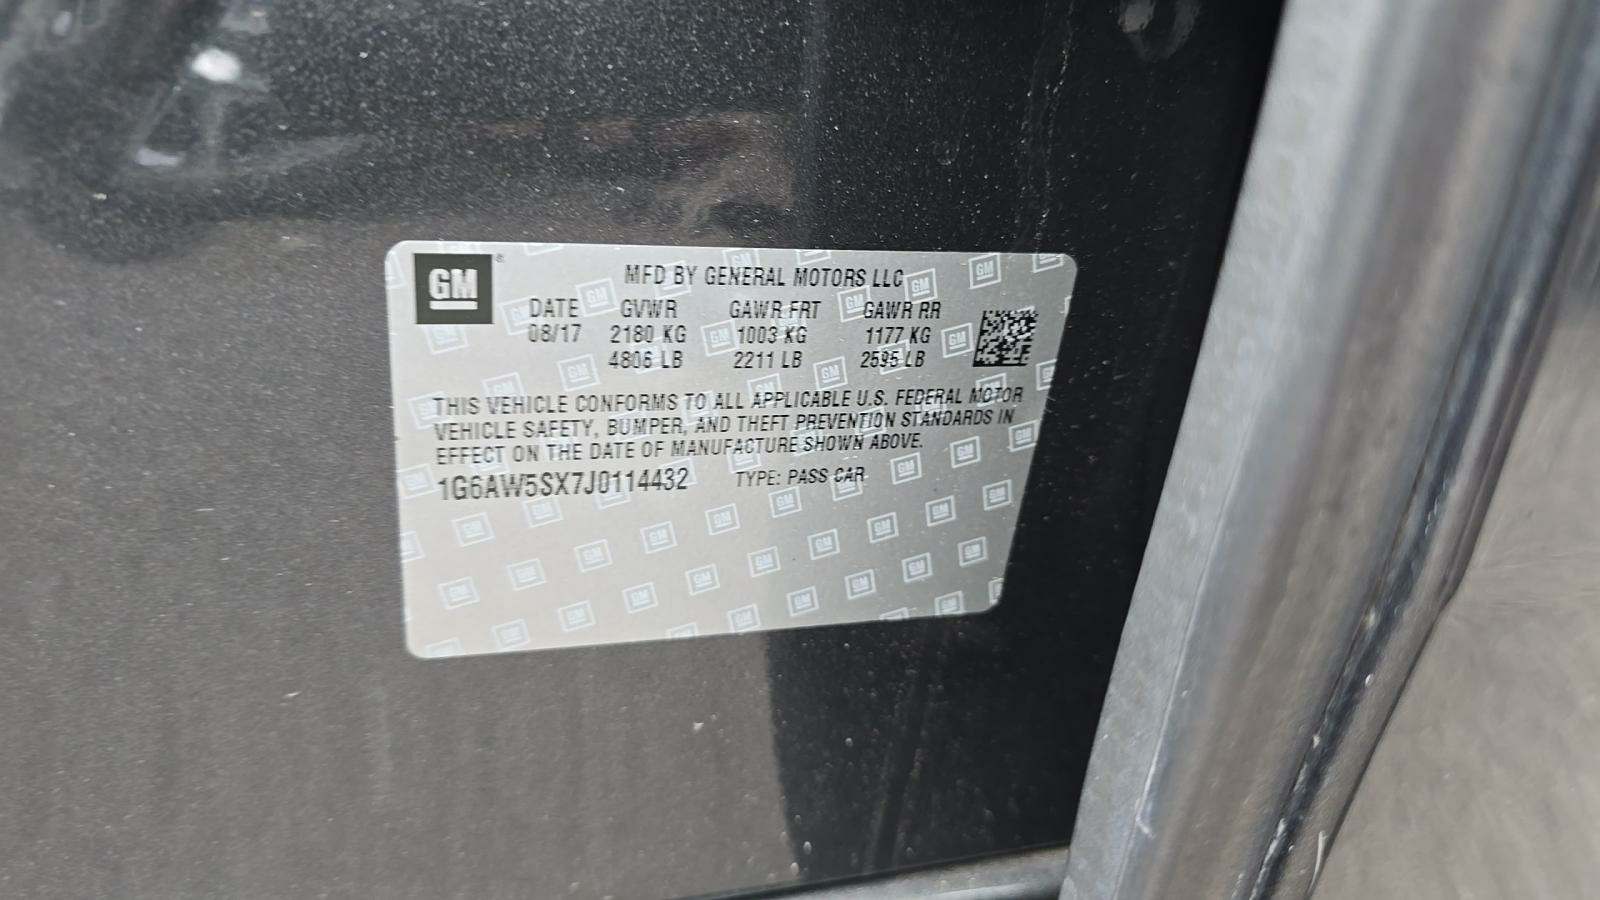 GM
MFD BY GENERAL MOTORS LLC
DATE GVWR GAWR FRT GAWR RR
08/17 2180 KG 1003 KG 1177 KG
4806 LB 2211 LB 2595 LB
THIS VEHICLE CONFORMS TO ALL APPLICABLE U.S. FEDERAL MOTOR
VEHICLE SAFETY, BUMPER, AND THEFT PREVENTION STANDARDS IN
EFFECT ON THE DATE OF MANUFACTURE SHOWN ABOVE.
1G6AW5SX7J0114432 TYPE: PASS CAR